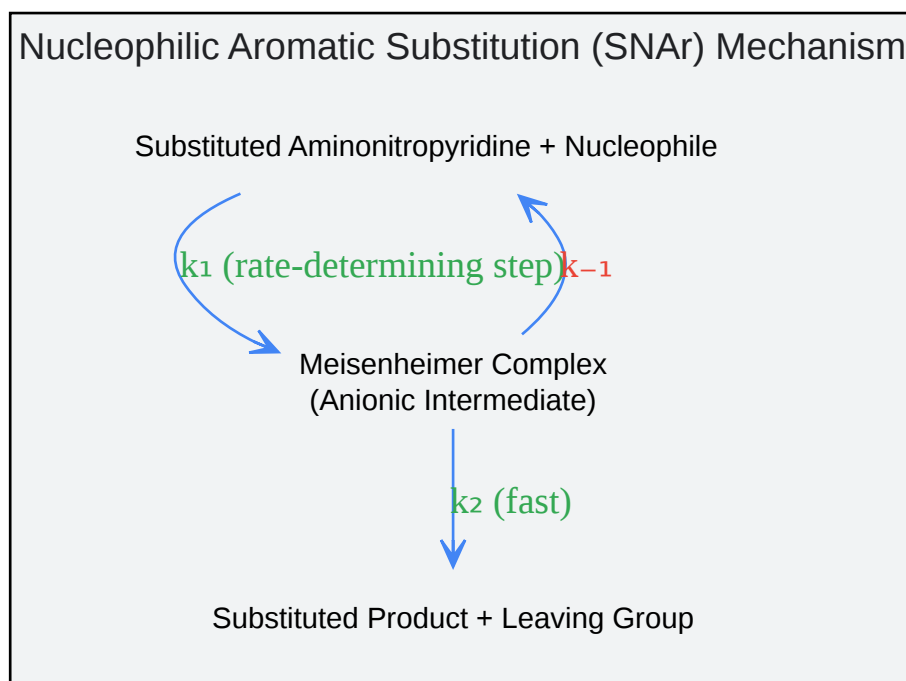 Nucleophilic Aromatic Substitution (SNAr) Mechanism
Substituted Aminonitropyridine + Nucleophile
k₁ (rate-determining step)
k₋₁
Meisenheimer Complex
(Anionic Intermediate)
k₂ (fast)
Substituted Product + Leaving Group